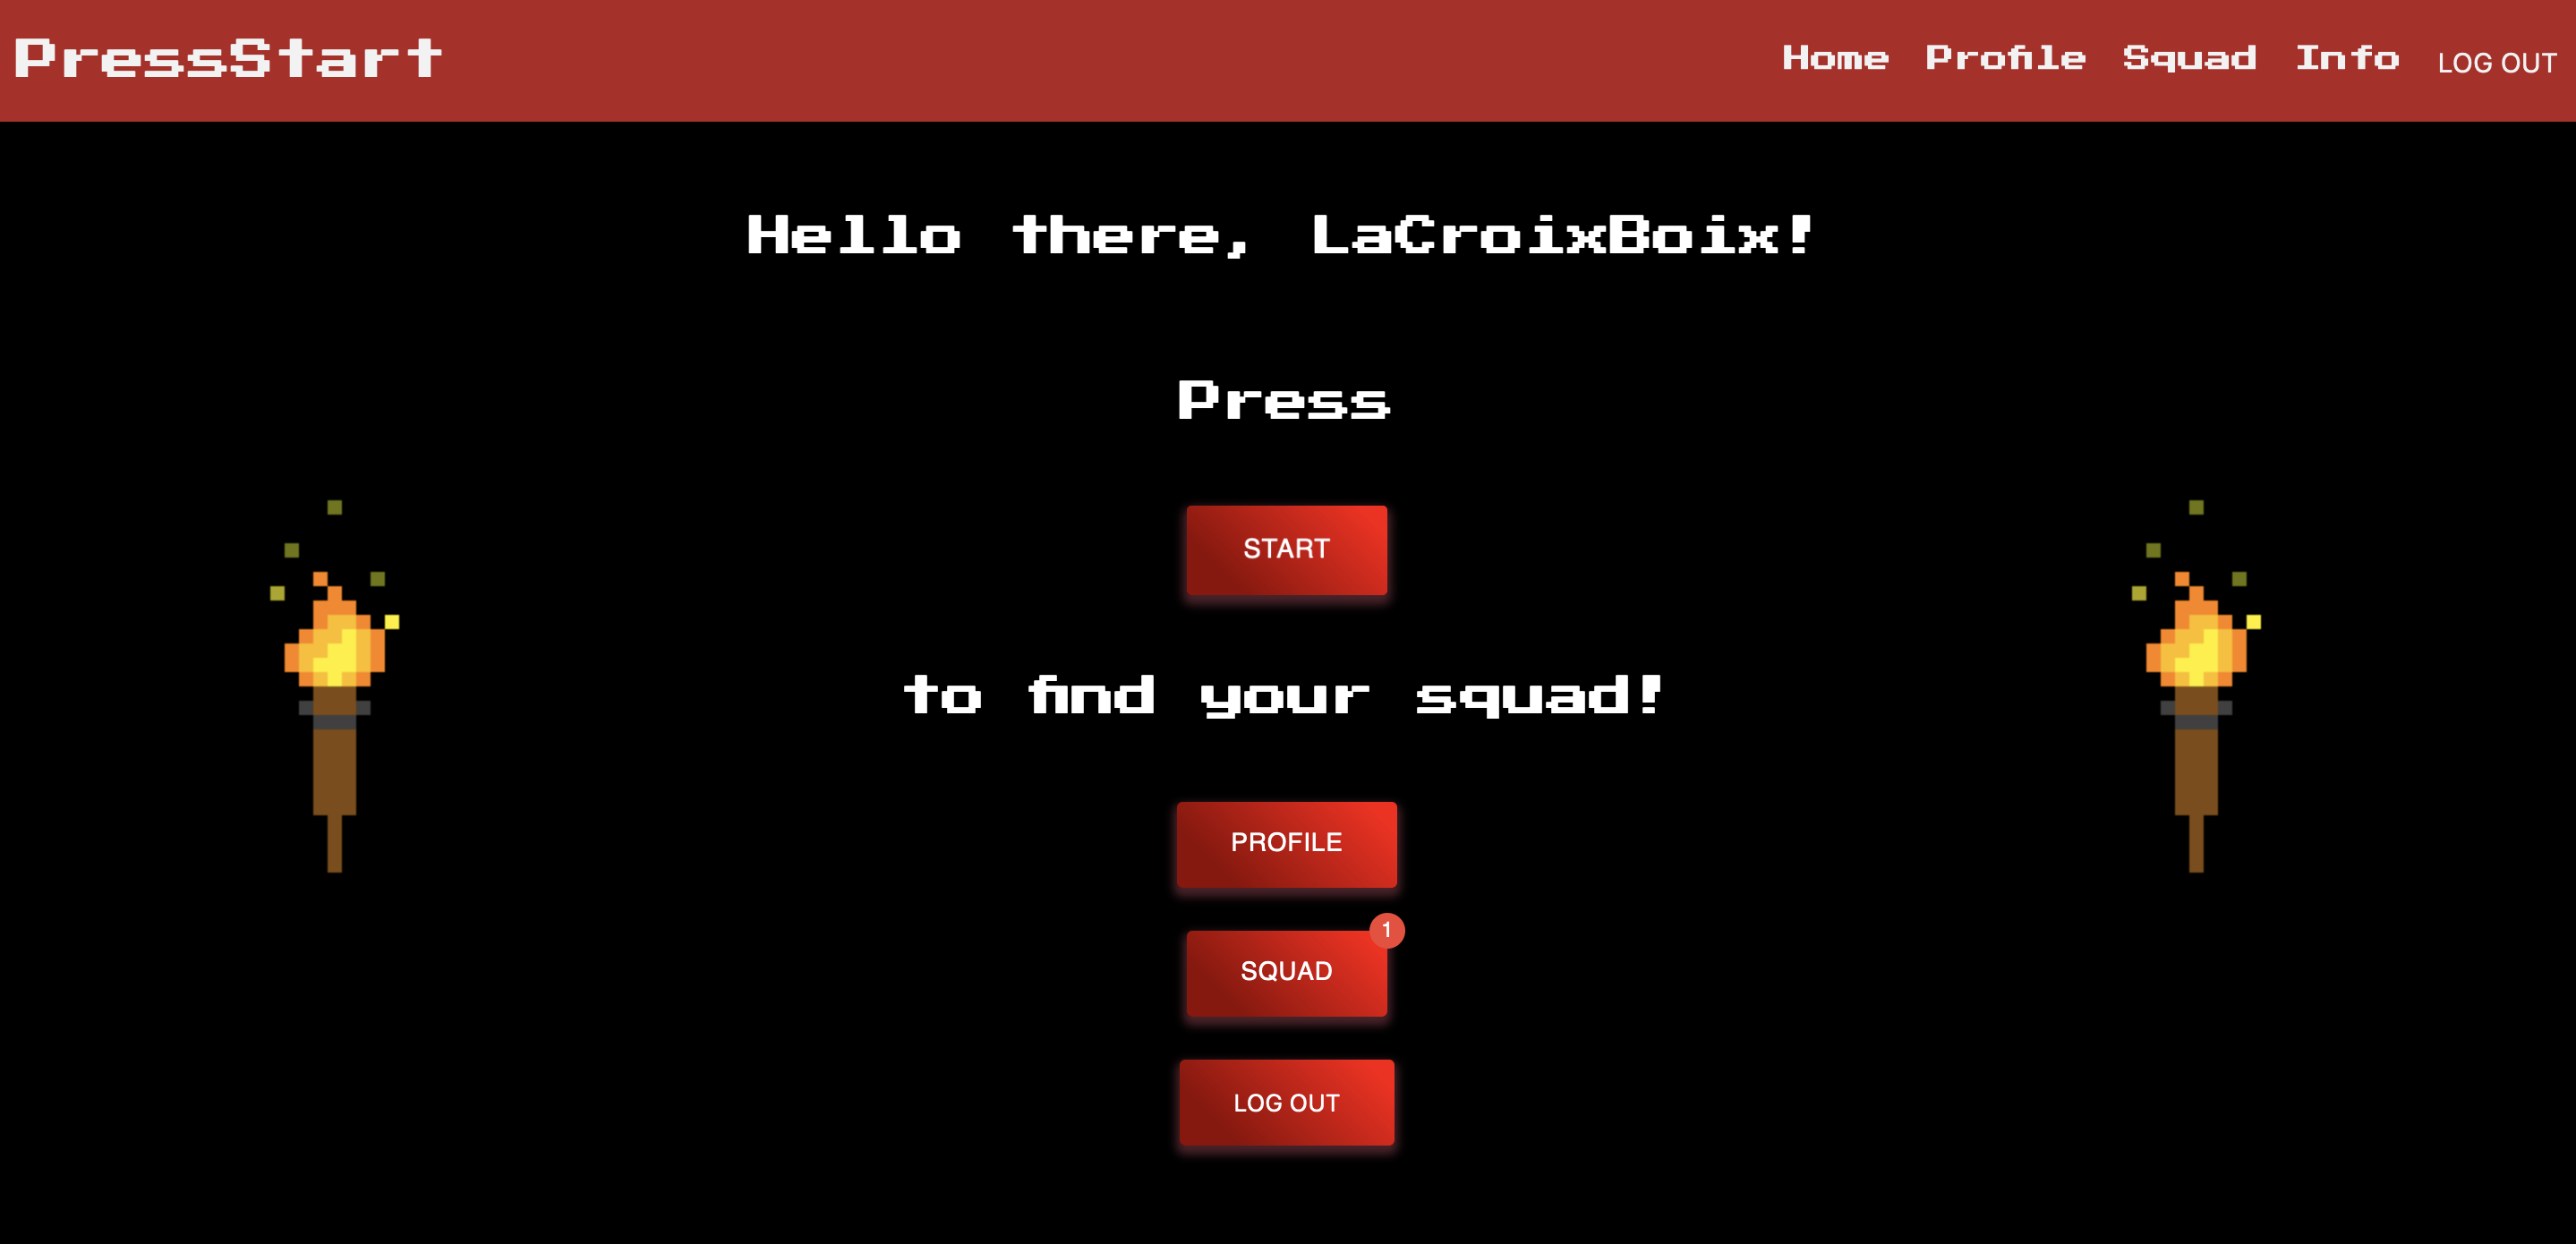 PressStart
Home Profile Squad Info LOG OUT
Hello there, LaCroixBoix!
Press
START
to find your squad!
PROFILE
1
SQUAD
LOG OUT